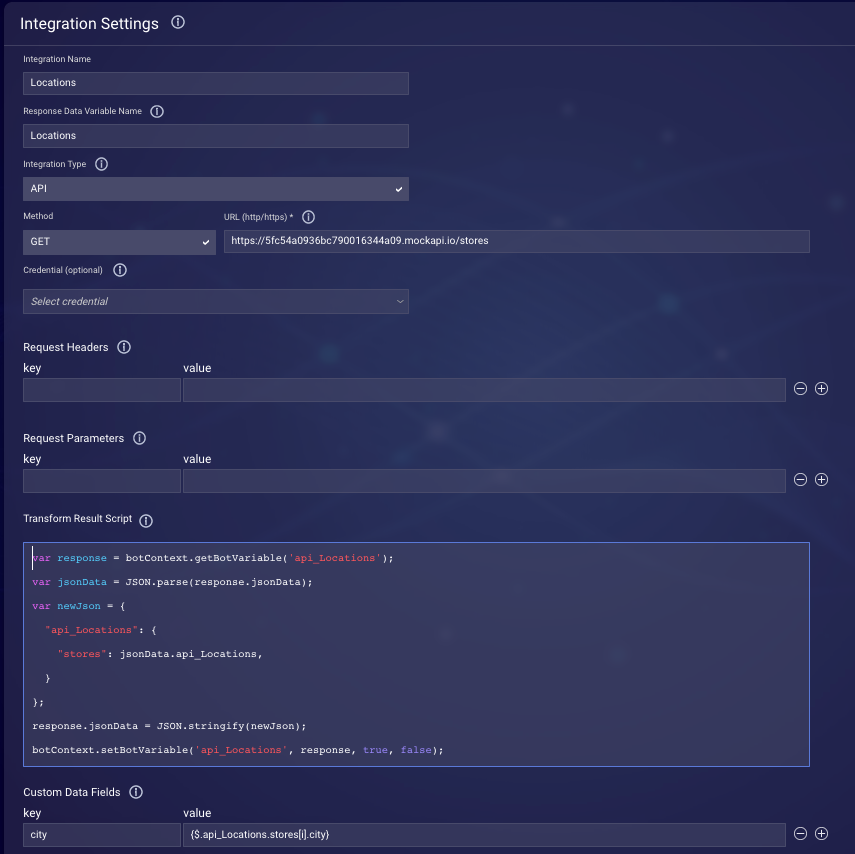 Integration Settings
Integration Name
Locations
Response Data Variable Name
Locations
Integration Type
API
Method
URL (http/https) *
GET
https://5fc54a0936bc790016344a09.mockapi.io/stores
Credential (optional)
Select credential
Request Headers
key value
Request Parameters
key value
Transform Result Script
var response = botContext.getBotVariable('api_Locations');
var jsonData = JSON.parse(response.jsonData);
var newJson = {
"api_Locations": {
"stores": jsonData.api_Locations,
}
};
response.jsonData = JSON.stringify(newJson);
botContext.setBotVariable('api_Locations', response, true, false);
Custom Data Fields
key value
city {$.api_Locations.stores[i].city}